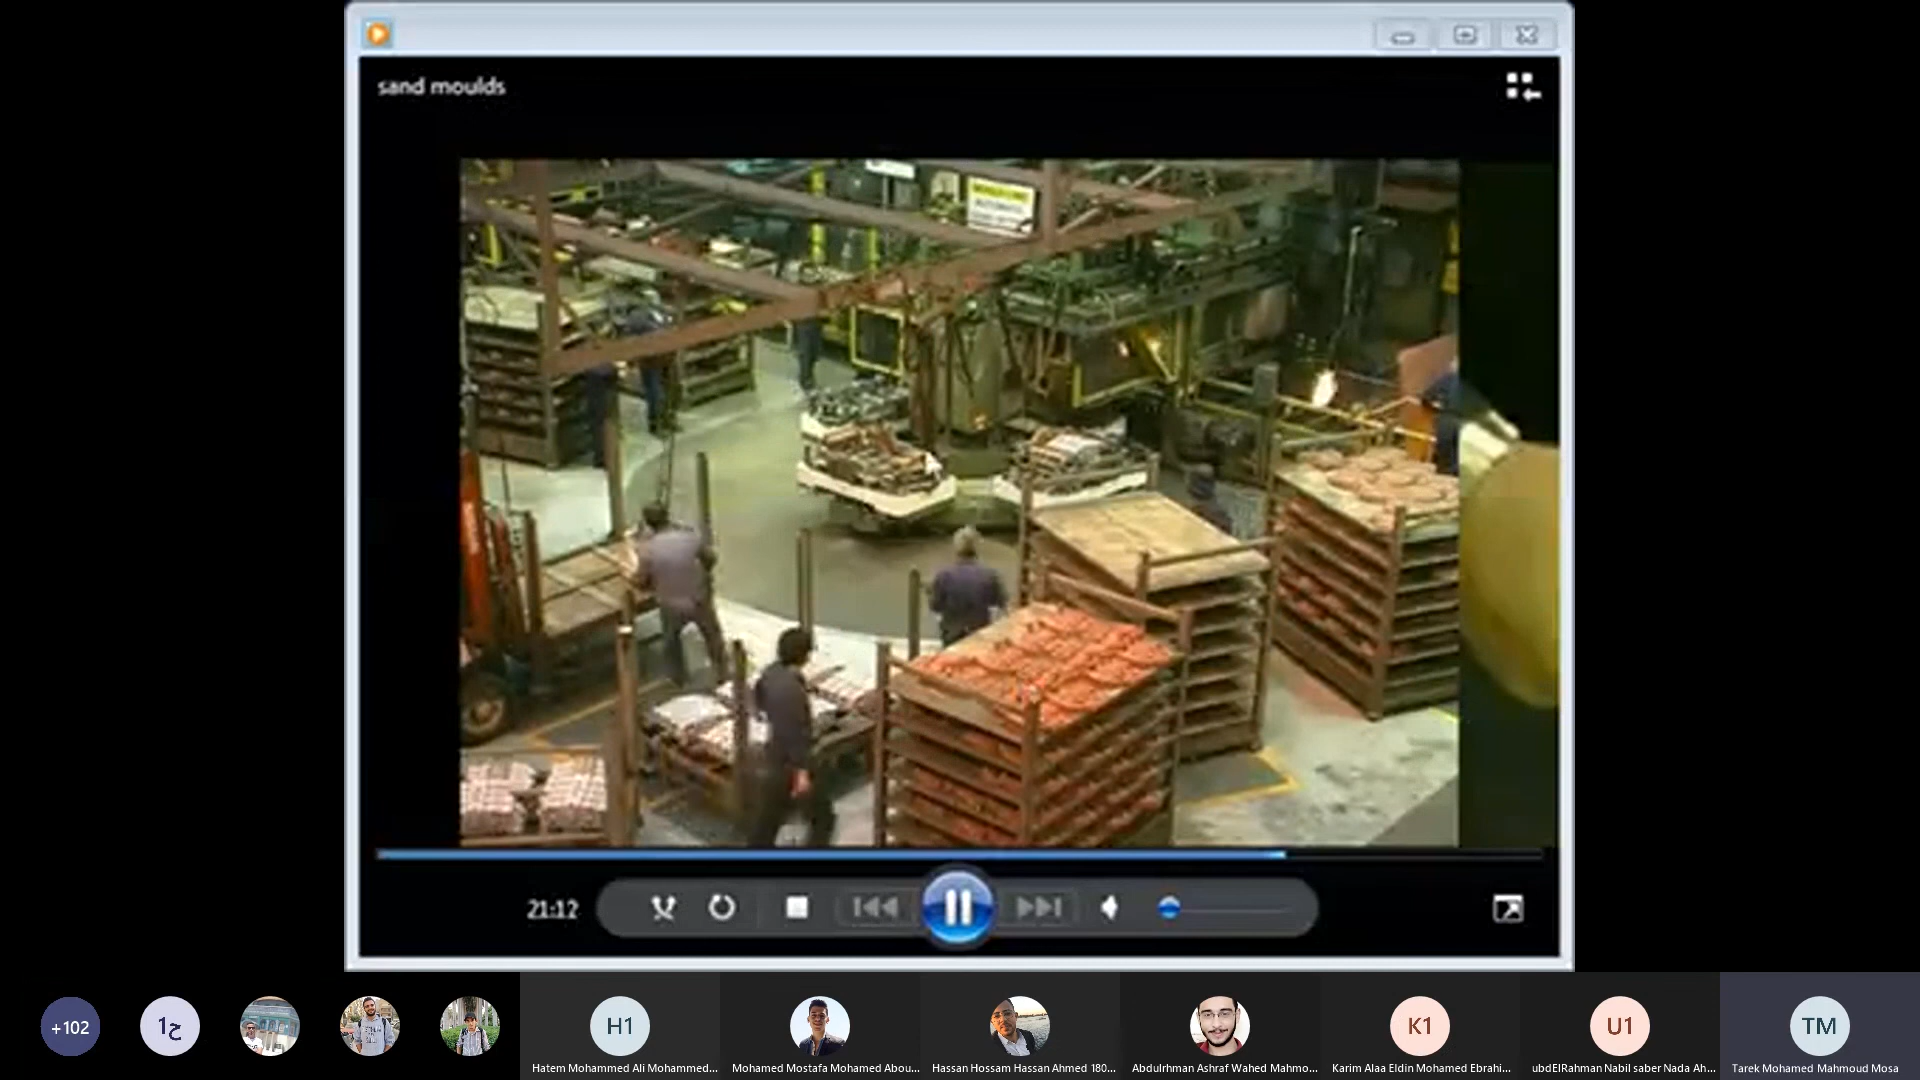 sand moulds
AUTOMATIC
21:12
+102
ح1
H1
K1
U1
TM
Hatem Mohammed Ali Mohammed...
Mohamed Mostafa Mohamed Abou...
Hassan Hossam Hassan Ahmed 180...
Abdulrhman Ashraf Wahed Mahmo...
Karim Alaa Eldin Mohamed Ebrahi...
ubdElRahman Nabil saber Nada Ah...
Tarek Mohamed Mahmoud Mosa